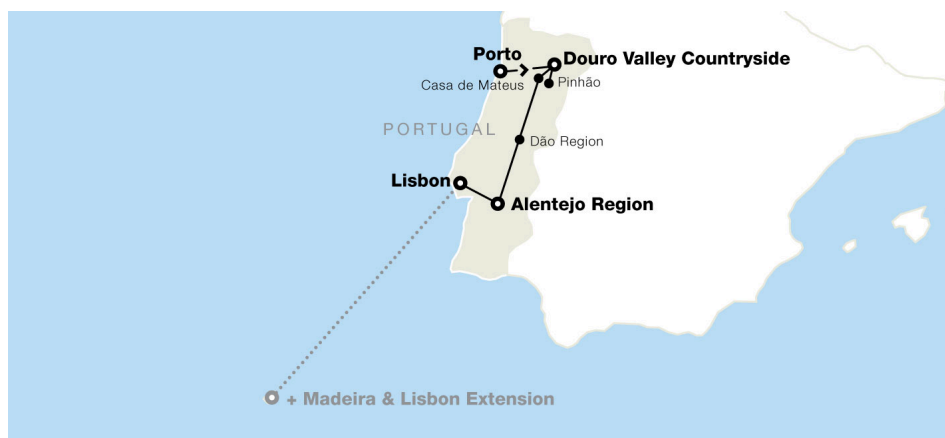 Porto
Douro Valley Countryside
Casa de Mateus
Pinhão
PORTUGAL
Dão Region
Lisbon
Alentejo Region
+ Madeira & Lisbon Extension